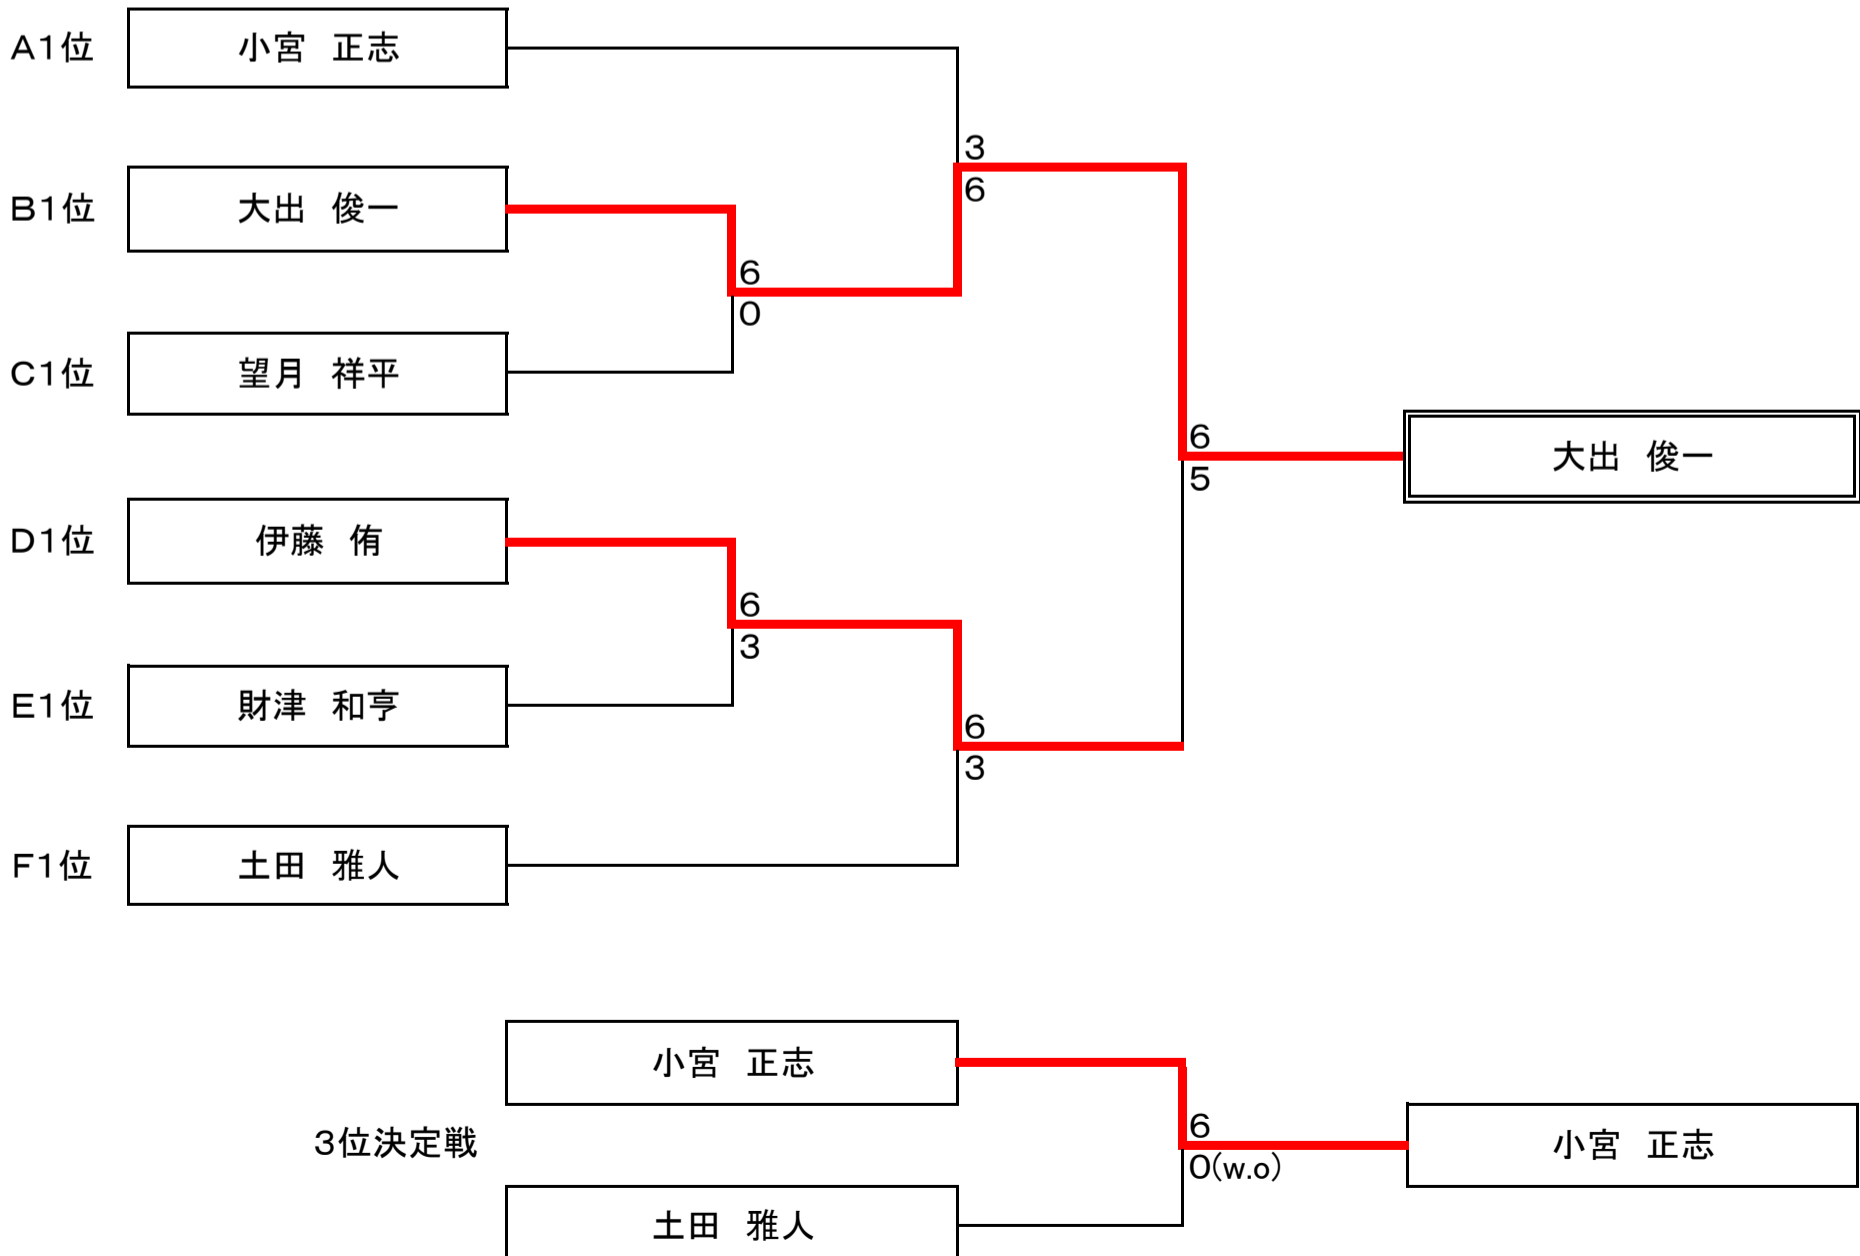 A1位 小宮　正志
3
6
B1位 大出　俊一
6
0
C1位 望月　祥平
6
5
大出　俊一
D1位 伊藤　侑
6
3
E1位 財津　和亨
6
3
F1位 土田　雅人
小宮　正志
3位決定戦
6
0(w.o)
小宮　正志
土田　雅人